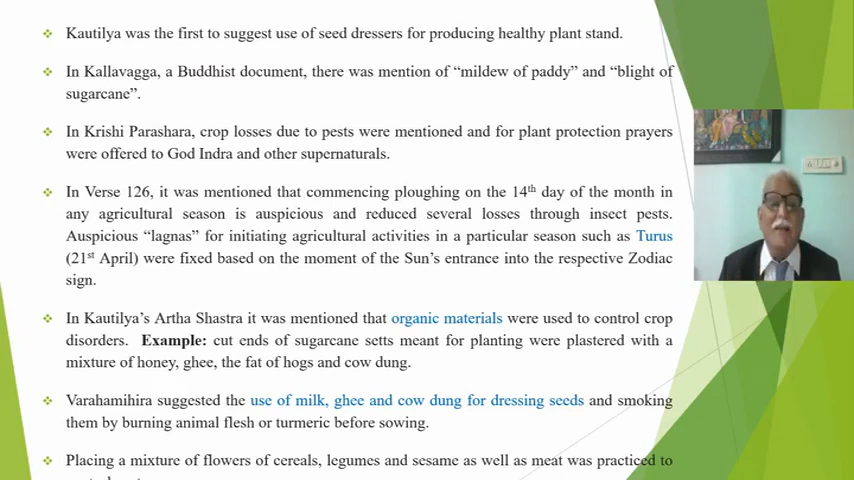 Kautilya was the first to suggest use of seed dressers for producing healthy plant stand.
In Kallavagga, a Buddhist document, there was mention of “mildew of paddy” and “blight of
sugarcane”.
In Krishi Parashara, crop losses due to pests were mentioned and for plant protection prayers
were offered to God Indra and other supernaturals.
In Verse 126, it was mentioned that commencing ploughing on the 14th day of the month in
any agricultural season is auspicious and reduced several losses through insect pests.
Auspicious “lagnas” for initiating agricultural activities in a particular season such as Turus
(21st April) were fixed based on the moment of the Sun’s entrance into the respective Zodiac
sign.
In Kautilya’s Artha Shastra it was mentioned that organic materials were used to control crop
disorders. Example: cut ends of sugarcane setts meant for planting were plastered with a
mixture of honey, ghee, the fat of hogs and cow dung.
Varahamihira suggested the use of milk, ghee and cow dung for dressing seeds and smoking
them by burning animal flesh or turmeric before sowing.
Placing a mixture of flowers of cereals, legumes and sesame as well as meat was practiced to